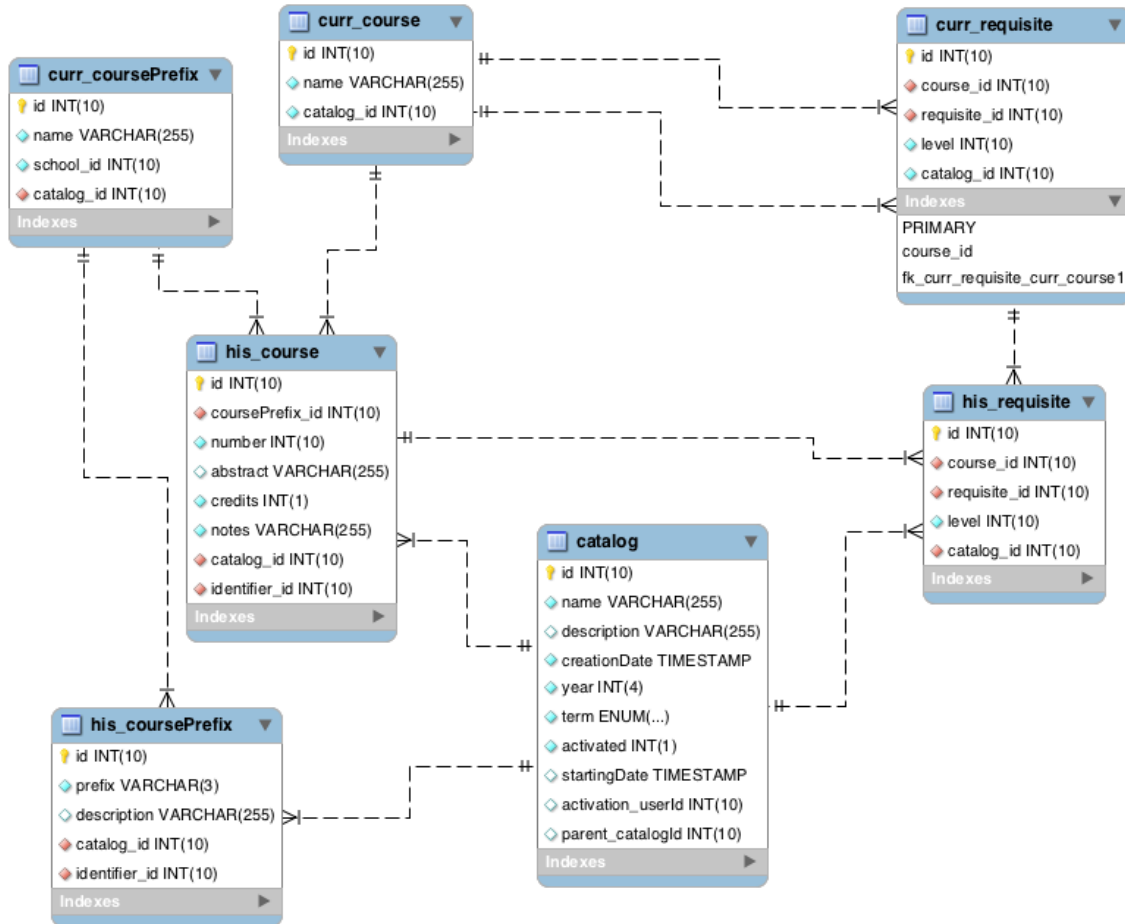 curr_course
id INT(10)
name VARCHAR(255)
catalog_id INT(10)
Indexes
curr_requisite
id INT(10)
course_id INT(10)
requisite_id INT(10)
level INT(10)
catalog_id INT(10)
Indexes
PRIMARY
course_id
fk_curr_requisite_curr_course1
curr_coursePrefix
id INT(10)
name VARCHAR(255)
school_id INT(10)
catalog_id INT(10)
Indexes
his_course
id INT(10)
coursePrefix_id INT(10)
number INT(10)
abstract VARCHAR(255)
credits INT(1)
notes VARCHAR(255)
catalog_id INT(10)
identifier_id INT(10)
Indexes
his_requisite
id INT(10)
course_id INT(10)
requisite_id INT(10)
level INT(10)
catalog_id INT(10)
Indexes
catalog
id INT(10)
name VARCHAR(255)
description VARCHAR(255)
creationDate TIMESTAMP
year INT(4)
term ENUM(...)
activated INT(1)
startingDate TIMESTAMP
activation_userId INT(10)
parent_catalogId INT(10)
Indexes
his_coursePrefix
id INT(10)
prefix VARCHAR(3)
description VARCHAR(255)
catalog_id INT(10)
identifier_id INT(10)
Indexes